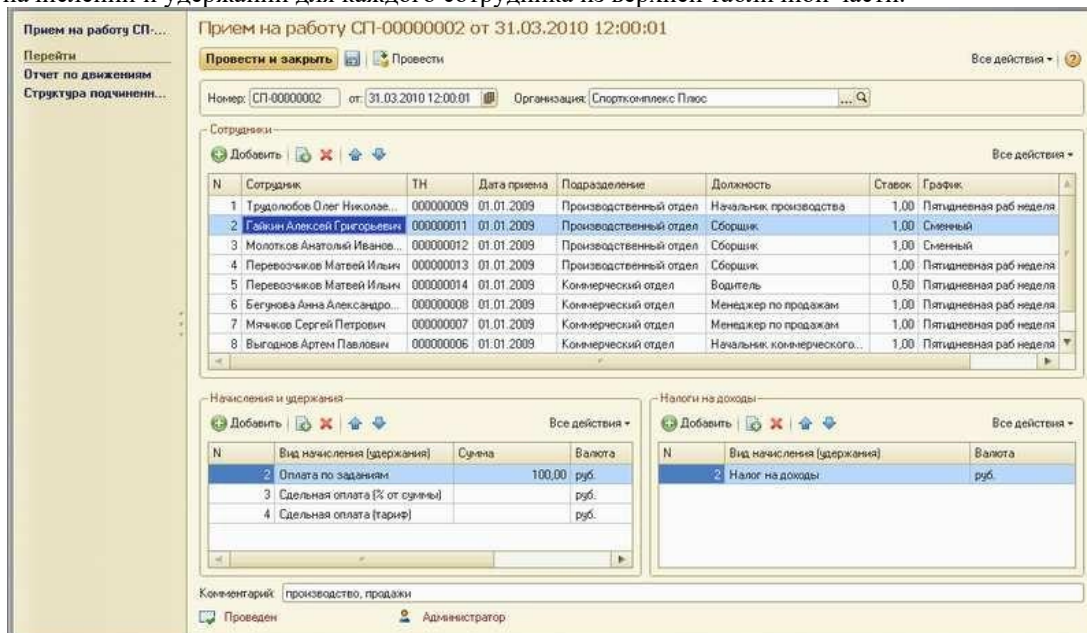 начислений и удержаний для каждого сотрудника из верхней табличной части.
Прием на работу СП-...
Перейти
Отчет по движениям
Структура подчиненн...
Прием на работу СП-00000002 от 31.03.2010 12:00:01
Провести и закрыть Провести Все действия
Номер: СП-00000002 от: 31.03.2010 12:00:01 Организация: Спорткомплекс Плюс ...
Сотрудники
Добавить Все действия
N Сотрудник ТН Дата приема Подразделение Должность Ставок График
1 Трудолюбов Олег Николае... 000000009 01.01.2009 Производственный отдел Начальник производства 1,00 Пятидневная раб неделя
2 Гайкин Алексей Григорьевич 000000011 01.01.2009 Производственный отдел Сборщик 1,00 Сменный
3 Молотков Анатолий Иванов... 000000012 01.01.2009 Производственный отдел Сборщик 1,00 Сменный
4 Перевозчиков Матвей Ильич 000000013 01.01.2009 Производственный отдел Сборщик 1,00 Пятидневная раб неделя
5 Перевозчиков Матвей Ильич 000000014 01.01.2009 Коммерческий отдел Водитель 0,50 Пятидневная раб неделя
6 Бегунова Анна Александро... 000000008 01.01.2009 Коммерческий отдел Менеджер по продажам 1,00 Пятидневная раб неделя
7 Мячиков Сергей Петрович 000000007 01.01.2009 Коммерческий отдел Менеджер по продажам 1,00 Пятидневная раб неделя
8 Выгоднов Артем Павлович 000000006 01.01.2009 Коммерческий отдел Начальник коммерческого... 1,00 Пятидневная раб неделя
Начисления и удержания
Добавить Все действия
N Вид начисления (удержания) Сумма Валюта
2 Оплата по заданиям 100,00 руб.
3 Сдельная оплата (% от суммы) руб.
4 Сдельная оплата (тариф) руб.
Налоги на доходы
Добавить Все действия
N Вид начисления (удержания) Валюта
2 Налог на доходы руб.
Комментарий: производство, продажи
Проведен Администратор